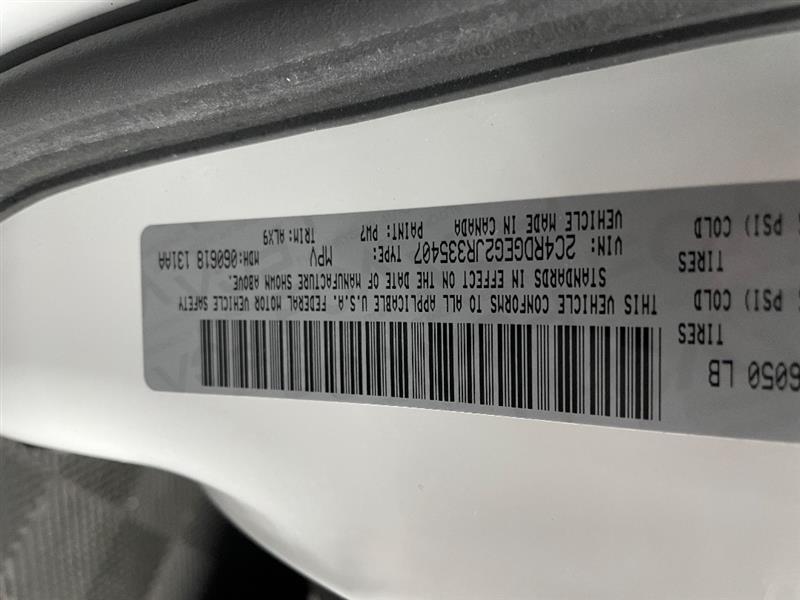 6050 LB
TIRES
PSI) COLD
TIRES
PSI) COLD
THIS VEHICLE CONFORMS TO ALL APPLICABLE U.S.A. FEDERAL MOTOR VEHICLE SAFETY
STANDARDS IN EFFECT ON THE DATE OF MANUFACTURE SHOWN ABOVE.
VIN: TYPE: MPV MDH:060618 131AA
2C4RDGEG2JR335407
VEHICLE MADE IN CANADA PAINT: PW7 TRIM: ALX9